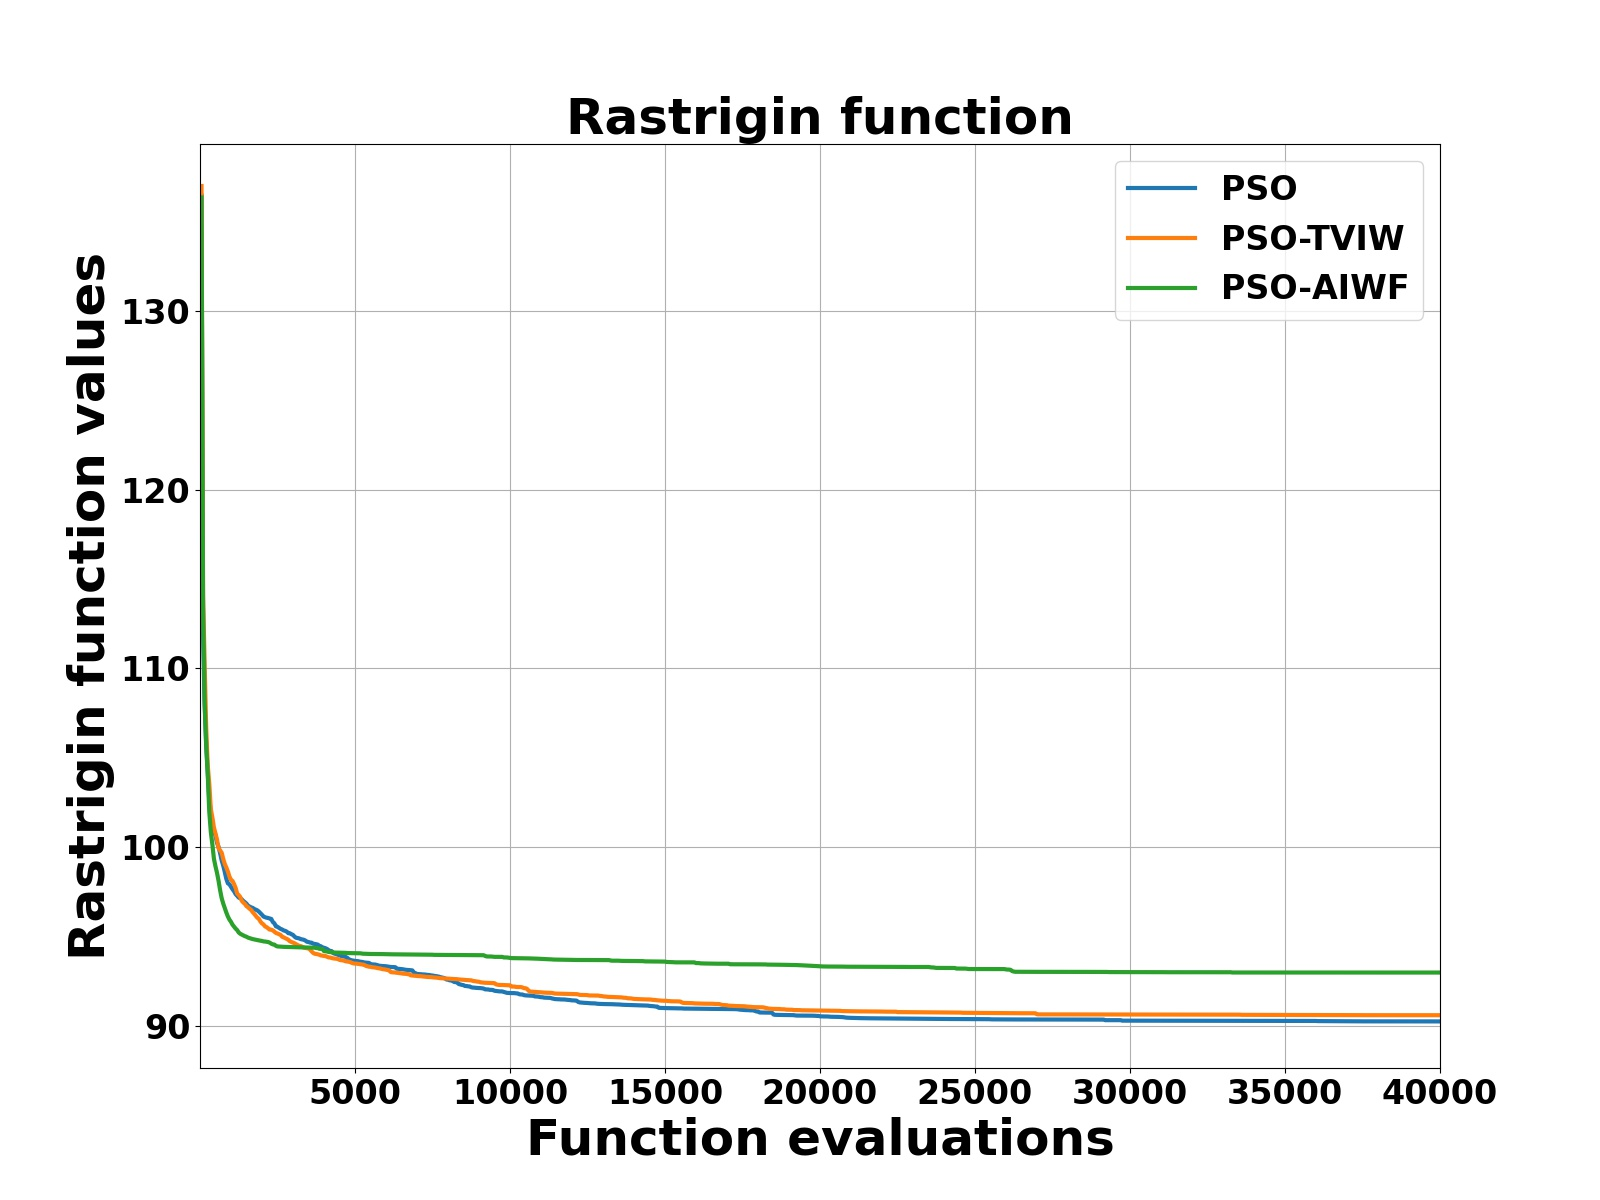 Rastrigin function
PSO
PSO-TVIW
PSO-AIWF
Rastrigin function values
130
120
110
100
90
5000 10000 15000 20000 25000 30000 35000 40000
Function evaluations